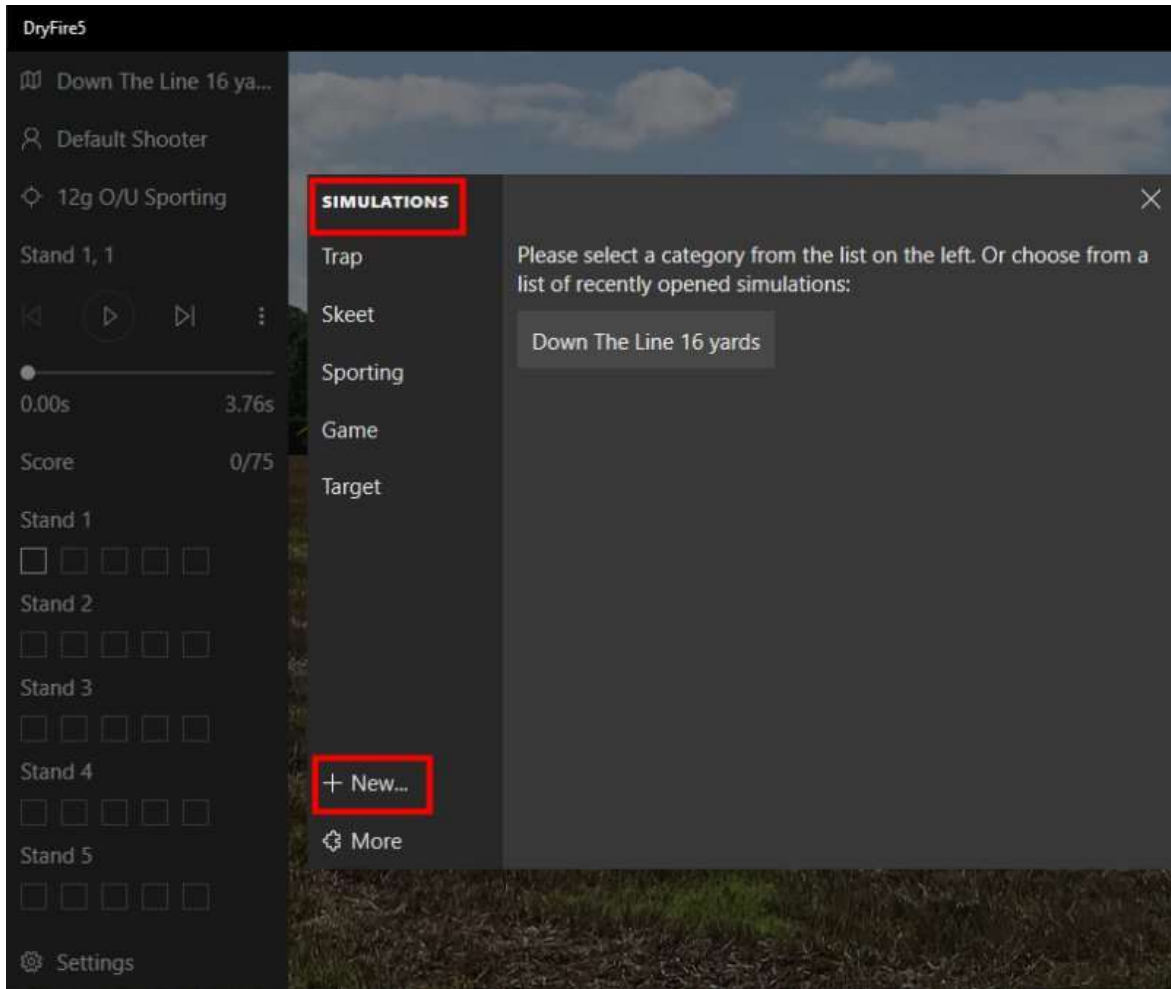 DryFire5
Down The Line 16 ya...
Default Shooter
12g O/U Sporting
Stand 1, 1
0.00s 3.76s
Score 0/75
Stand 1
Stand 2
Stand 3
Stand 4
Stand 5
Settings
SIMULATIONS
Trap
Skeet
Sporting
Game
Target
+ New...
More
Please select a category from the list on the left. Or choose from a
list of recently opened simulations:
Down The Line 16 yards